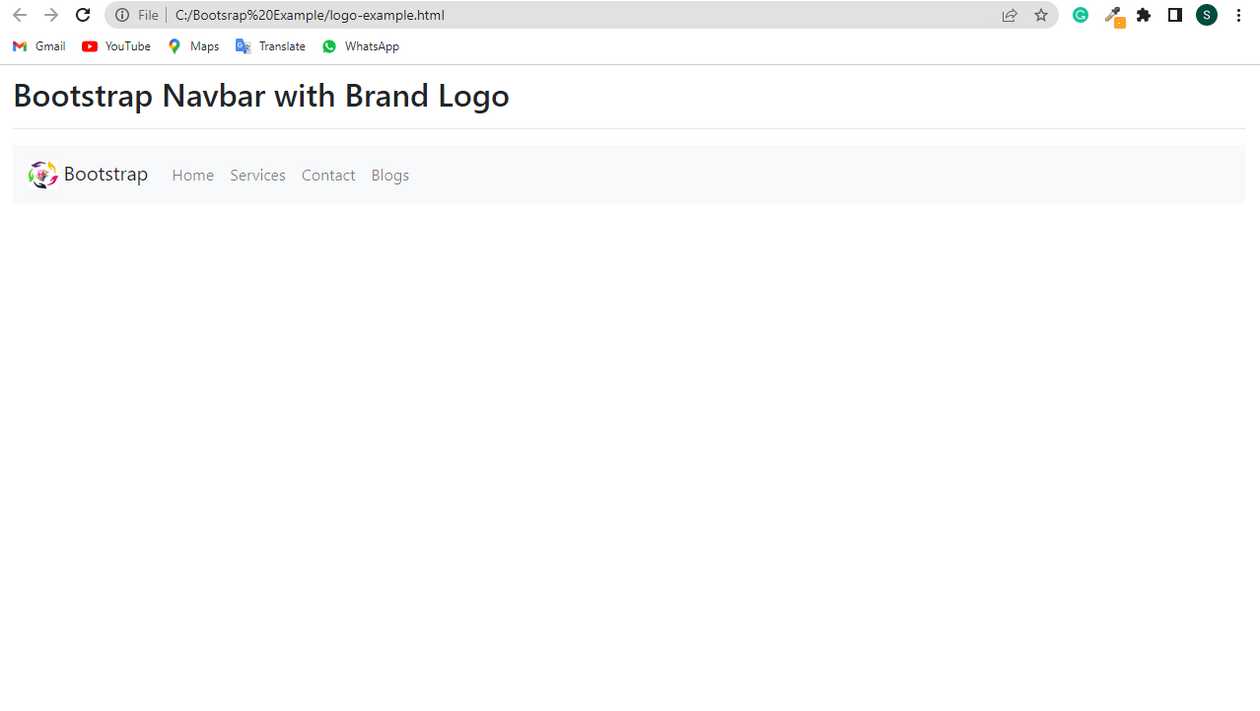 File C:/Bootsrap%20Example/logo-example.html S
Gmail YouTube Maps Translate WhatsApp
Bootstrap Navbar with Brand Logo
Bootstrap Home Services Contact Blogs